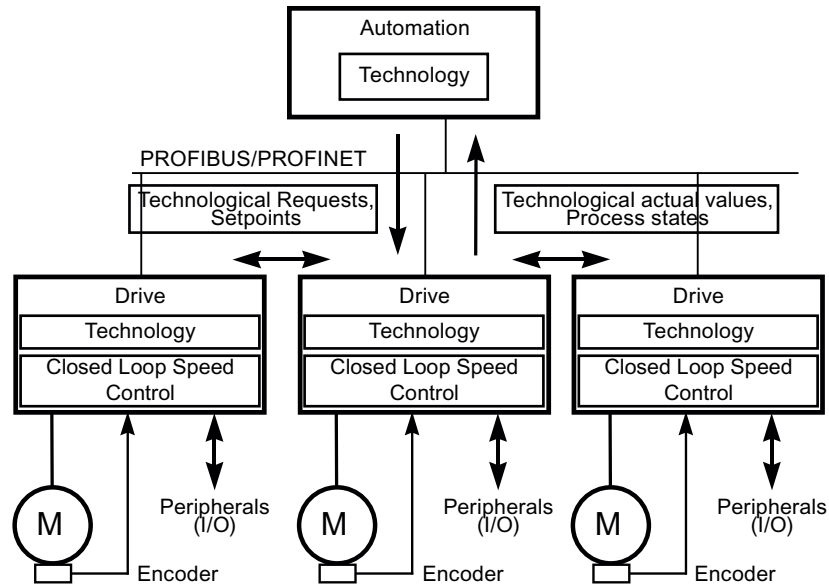 Automation
Technology
PROFIBUS/PROFINET
Technological Requests,
Setpoints
Technological actual values,
Process states
Drive
Technology
Closed Loop Speed
Control
Drive
Technology
Closed Loop Speed
Control
Drive
Technology
Closed Loop Speed
Control
M
Peripherals
(I/O)
Encoder
M
Peripherals
(I/O)
Encoder
M
Peripherals
(I/O)
Encoder